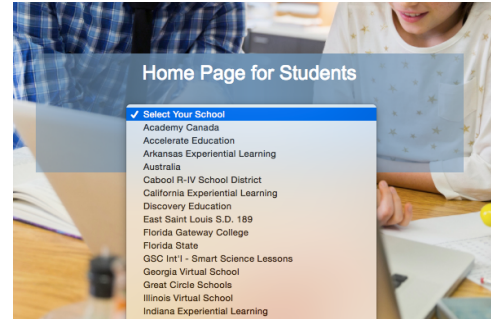 Home Page for Students
✓ Select Your School
Academy Canada
Accelerate Education
Arkansas Experiential Learning
Australia
Cabool R-IV School District
California Experiential Learning
Discovery Education
East Saint Louis S.D. 189
Florida Gateway College
Florida State
GSC Int'l - Smart Science Lessons
Georgia Virtual School
Great Circle Schools
Illinois Virtual School
Indiana Experiential Learning